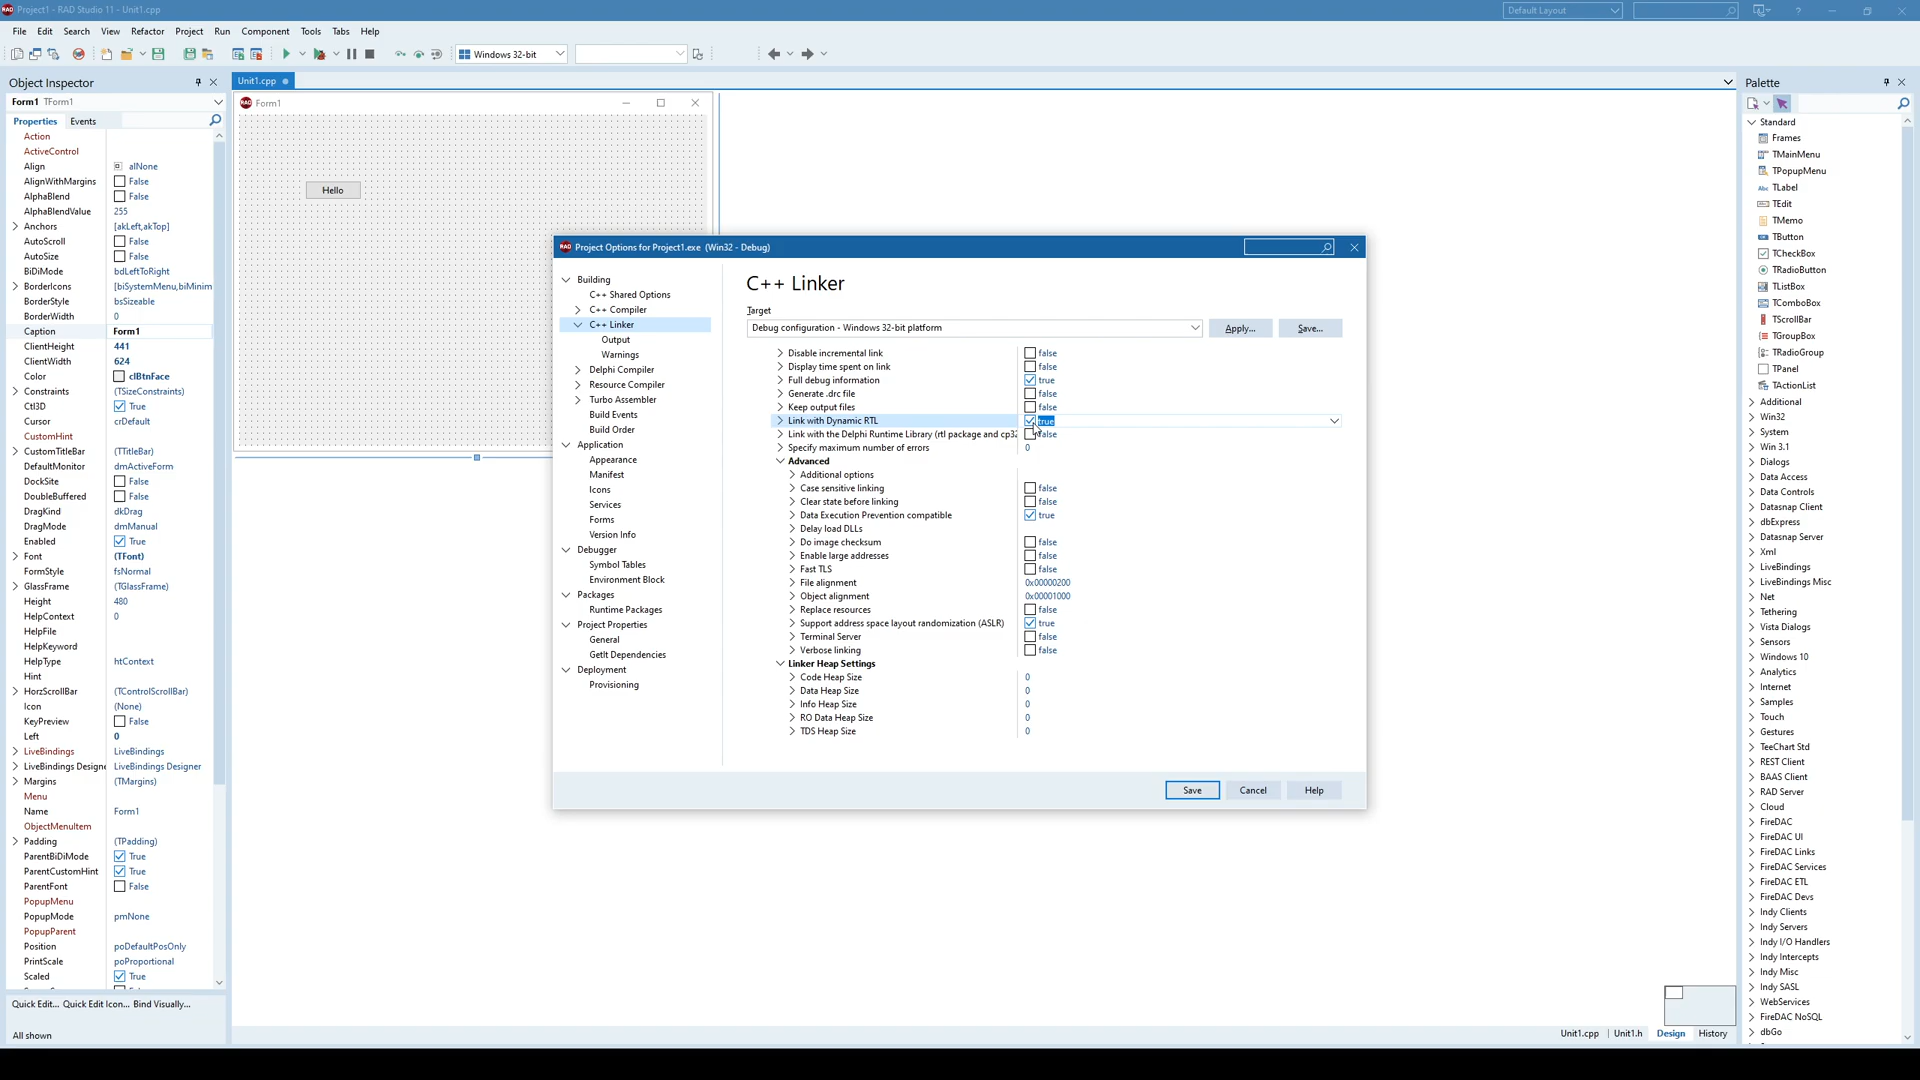 Project1 - RAD Studio 11 - Unit1.cpp
Default Layout
File Edit Search View Refactor Project Run Component Tools Tabs Help
Windows 32-bit
Object Inspector
Form1 TForm1
Properties Events
Action
ActiveControl
Align alNone
AlignWithMargins False
AlphaBlend False
AlphaBlendValue 255
Anchors [akLeft,akTop]
AutoScroll False
AutoSize False
BiDiMode bdLeftToRight
BorderIcons [biSystemMenu,biMinim
BorderStyle bsSizeable
BorderWidth 0
Caption Form1
ClientHeight 441
ClientWidth 624
Color clBtnFace
Constraints (TSizeConstraints)
Ctl3D True
Cursor crDefault
CustomHint
CustomTitleBar (TTitleBar)
DefaultMonitor dmActiveForm
DockSite False
DoubleBuffered False
DragKind dkDrag
DragMode dmManual
Enabled True
Font (TFont)
FormStyle fsNormal
GlassFrame (TGlassFrame)
Height 480
HelpContext 0
HelpFile
HelpKeyword
HelpType htContext
Hint
HorzScrollBar (TControlScrollBar)
Icon (None)
KeyPreview False
Left 0
LiveBindings LiveBindings
LiveBindings Designe LiveBindings Designer
Margins (TMargins)
Menu
Name Form1
ObjectMenuItem
Padding (TPadding)
ParentBiDiMode True
ParentCustomHint True
ParentFont False
PopupMenu
PopupMode pmNone
PopupParent
Position poDefaultPosOnly
PrintScale poProportional
Scaled True
Quick Edit... Quick Edit Icon... Bind Visually...
All shown
Unit1.cpp
Form1
Hello
Project Options for Project1.exe (Win32 - Debug)
Building
C++ Shared Options
C++ Compiler
C++ Linker
Output
Warnings
Delphi Compiler
Resource Compiler
Turbo Assembler
Build Events
Build Order
Application
Appearance
Manifest
Icons
Services
Forms
Version Info
Debugger
Symbol Tables
Environment Block
Packages
Runtime Packages
Project Properties
General
GetIt Dependencies
Deployment
Provisioning
C++ Linker
Target
Debug configuration - Windows 32-bit platform Apply... Save...
Disable incremental link false
Display time spent on link false
Full debug information true
Generate .drc file false
Keep output files false
Link with Dynamic RTL true
Link with the Delphi Runtime Library (rtl package and cp32 false
Specify maximum number of errors 0
Advanced
Additional options
Case sensitive linking false
Clear state before linking false
Data Execution Prevention compatible true
Delay load DLLs
Do image checksum false
Enable large addresses false
Fast TLS false
File alignment 0x00000200
Object alignment 0x00001000
Replace resources false
Support address space layout randomization (ASLR) true
Terminal Server false
Verbose linking false
Linker Heap Settings
Code Heap Size 0
Data Heap Size 0
Info Heap Size 0
RO Data Heap Size 0
TDS Heap Size 0
Save Cancel Help
Unit1.cpp Unit1.h Design History
Palette
Standard
Frames
TMainMenu
TPopupMenu
TLabel
TEdit
TMemo
TButton
TCheckBox
TRadioButton
TListBox
TComboBox
TScrollBar
TGroupBox
TRadioGroup
TPanel
TActionList
Additional
Win32
System
Win 3.1
Dialogs
Data Access
Data Controls
Datasnap Client
dbExpress
Datasnap Server
Xml
LiveBindings
LiveBindings Misc
Net
Tethering
Vista Dialogs
Sensors
Windows 10
Analytics
Internet
Samples
Touch
Gestures
TeeChart Std
REST Client
BAAS Client
RAD Server
Cloud
FireDAC
FireDAC UI
FireDAC Links
FireDAC Services
FireDAC ETL
FireDAC Devs
Indy Clients
Indy Servers
Indy I/O Handlers
Indy Intercepts
Indy Misc
Indy SASL
WebServices
FireDAC NoSQL
dbGo